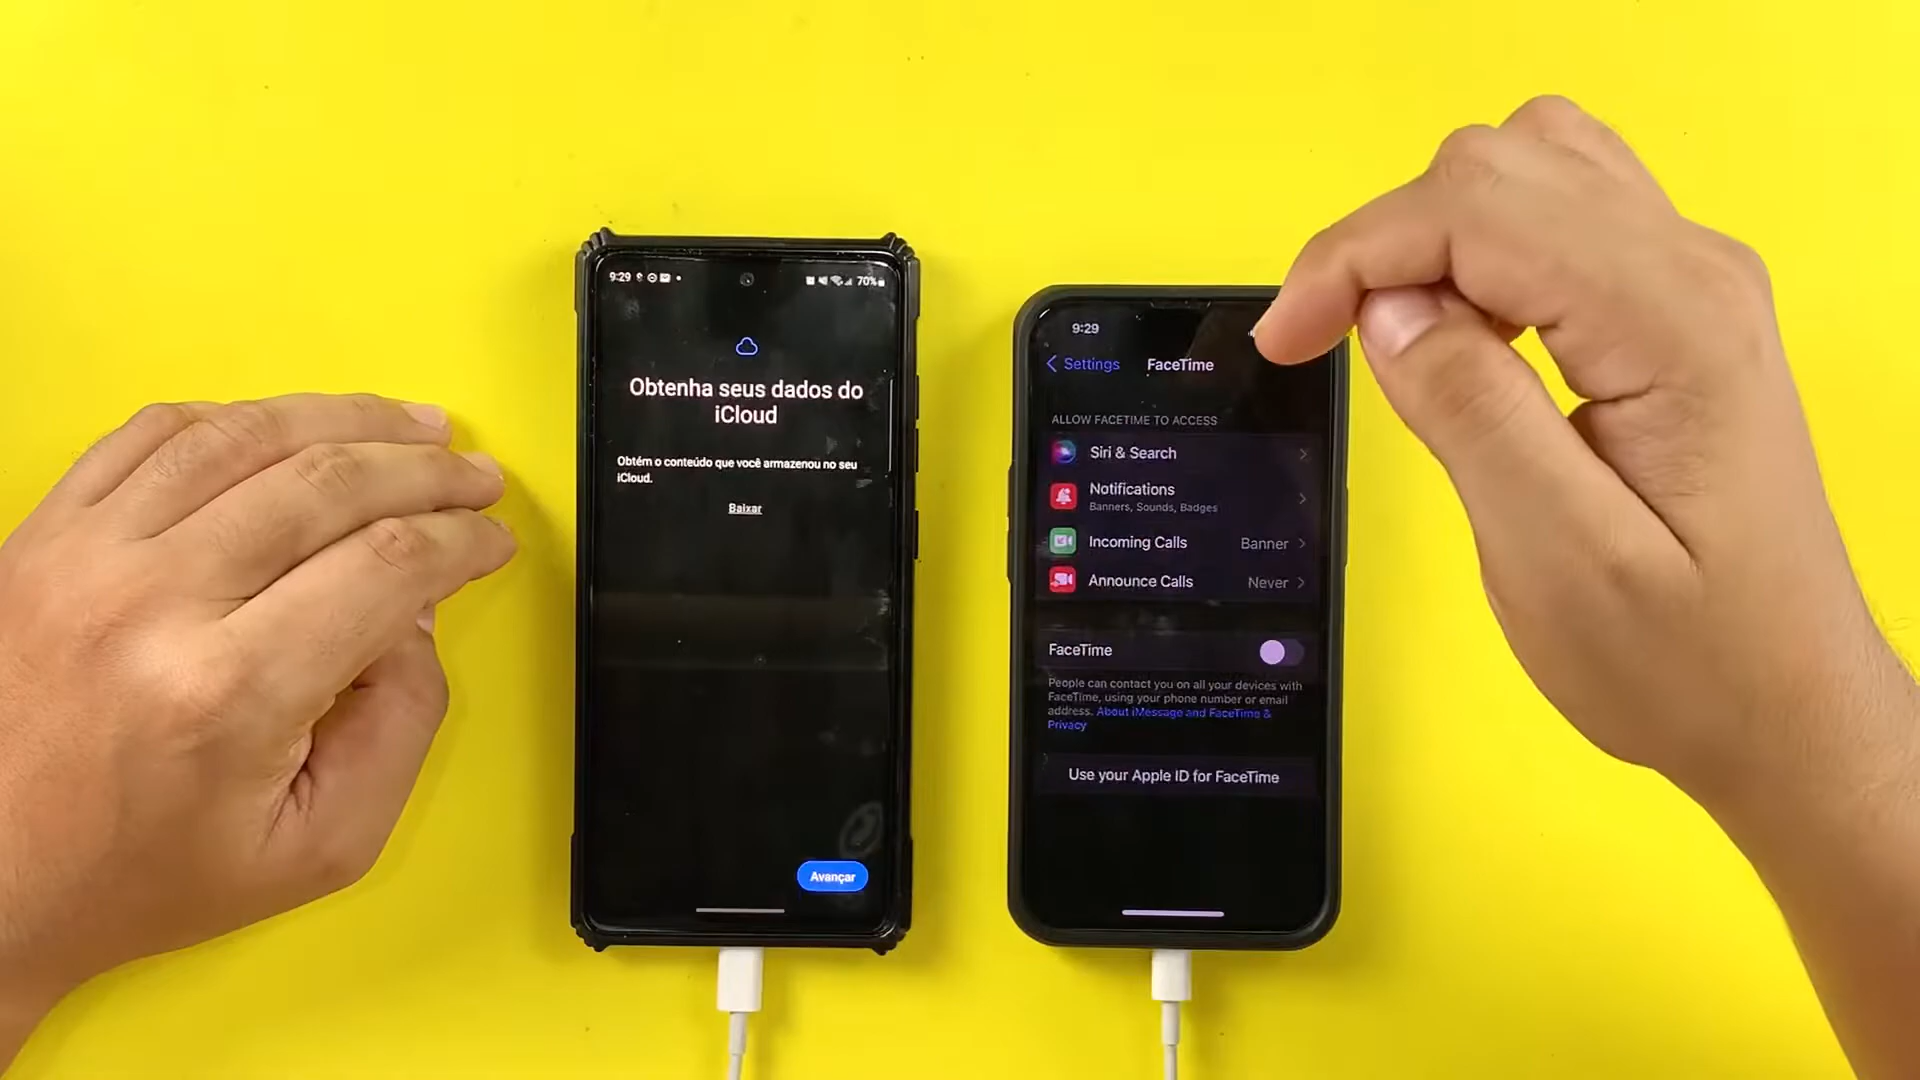 9:29
70%
Obtenha seus dados do
iCloud
Obtém o conteúdo que você armazenou no seu
iCloud.
Baixar
Avançar
9:29
Settings
FaceTime
ALLOW FACETIME TO ACCESS
Siri & Search
Notifications
Banners, Sounds, Badges
Incoming Calls
Banner
Announce Calls
Never
FaceTime
People can contact you on all your devices with
FaceTime, using your phone number or email
address. About iMessage and FaceTime &
Privacy
Use your Apple ID for FaceTime